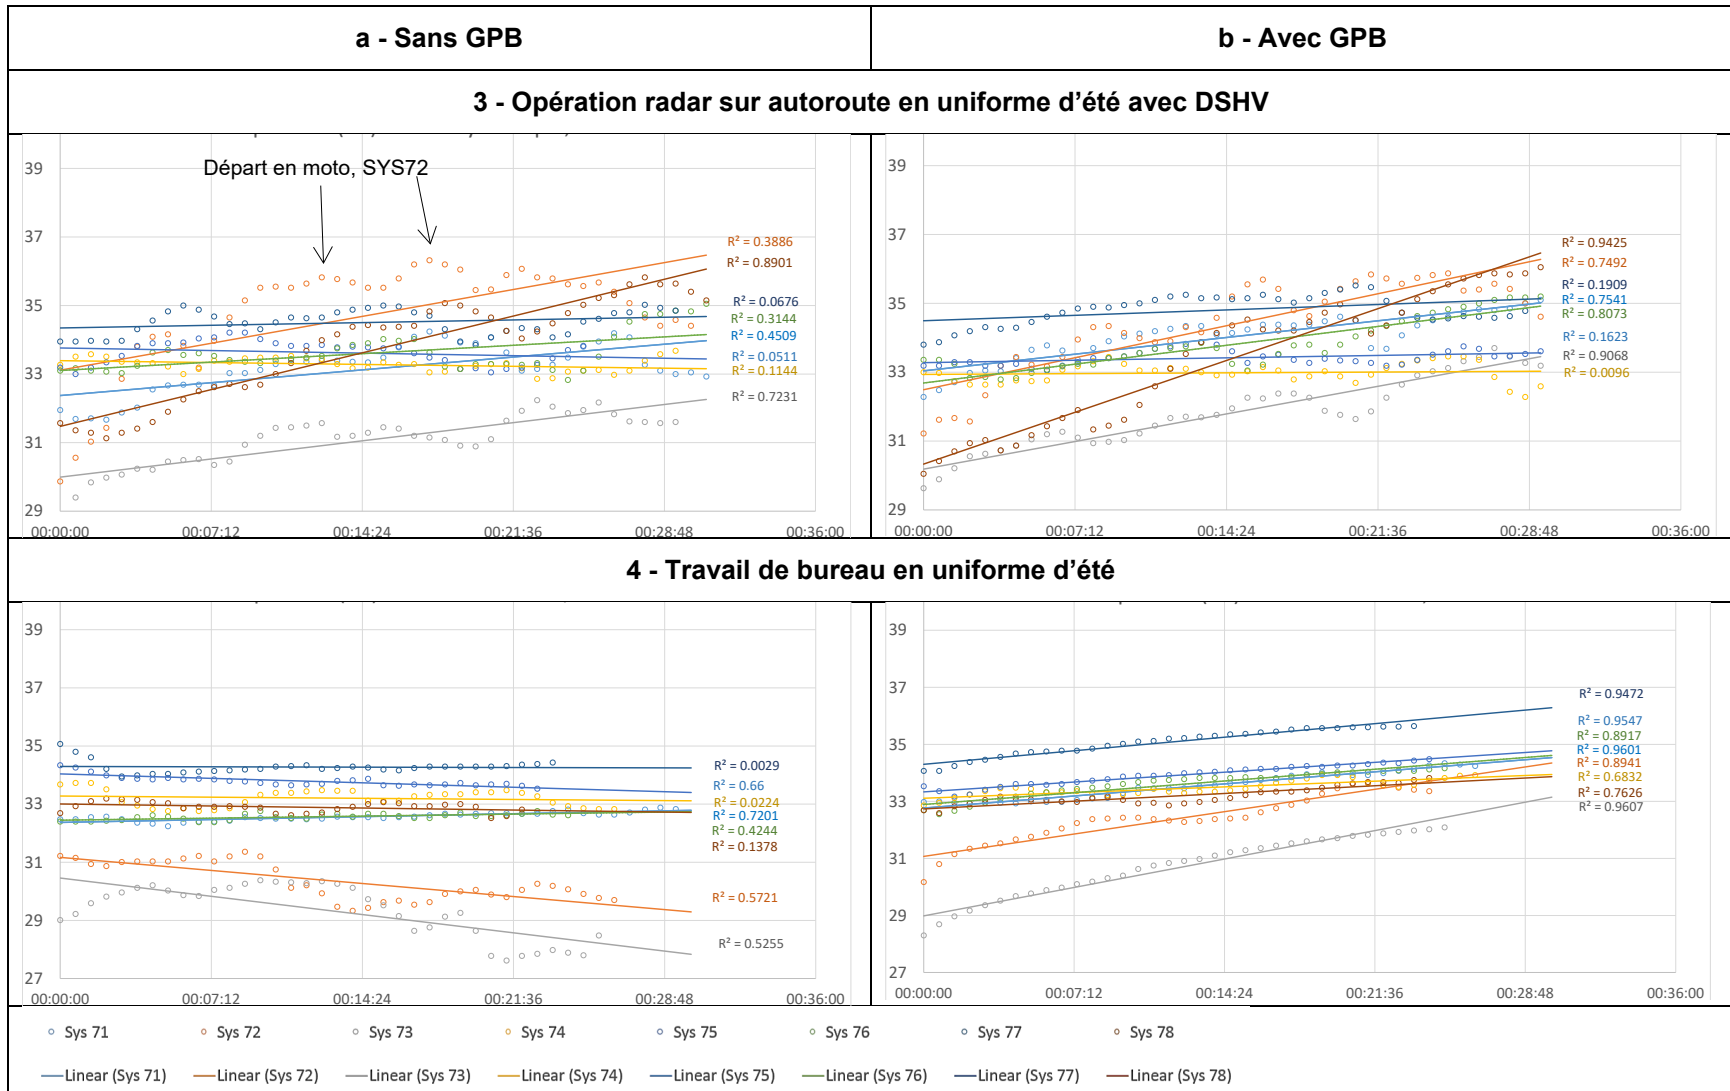 a - Sans GPB
b - Avec GPB
3 - Opération radar sur autoroute en uniforme d'été avec DSHV
39
37
35
33
31
29
00:00:00 00:07:12 00:14:24 00:21:36 00:28:48 00:36:00
Départ en moto, SYS72
R² = 0.3886
R² = 0.8901
R² = 0.0676
R² = 0.3144
R² = 0.4509
R² = 0.0511
R² = 0.1144
R² = 0.7231
39
37
35
33
31
29
00:00:00 00:07:12 00:14:24 00:21:36 00:28:48 00:36:00
R² = 0.9425
R² = 0.7492
R² = 0.1909
R² = 0.7541
R² = 0.8073
R² = 0.1623
R² = 0.9068
R² = 0.0096
4 - Travail de bureau en uniforme d'été
39
37
35
33
31
29
27
00:00:00 00:07:12 00:14:24 00:21:36 00:28:48 00:36:00
R² = 0.0029
R² = 0.66
R² = 0.0224
R² = 0.7201
R² = 0.4244
R² = 0.1378
R² = 0.5721
R² = 0.5255
39
37
35
33
31
29
27
00:00:00 00:07:12 00:14:24 00:21:36 00:28:48 00:36:00
R² = 0.9472
R² = 0.9547
R² = 0.8917
R² = 0.9601
R² = 0.8941
R² = 0.6832
R² = 0.7626
R² = 0.9607
Sys 71 Sys 72 Sys 73 Sys 74 Sys 75 Sys 76 Sys 77 Sys 78
Linear (Sys 71) Linear (Sys 72) Linear (Sys 73) Linear (Sys 74) Linear (Sys 75) Linear (Sys 76) Linear (Sys 77) Linear (Sys 78)